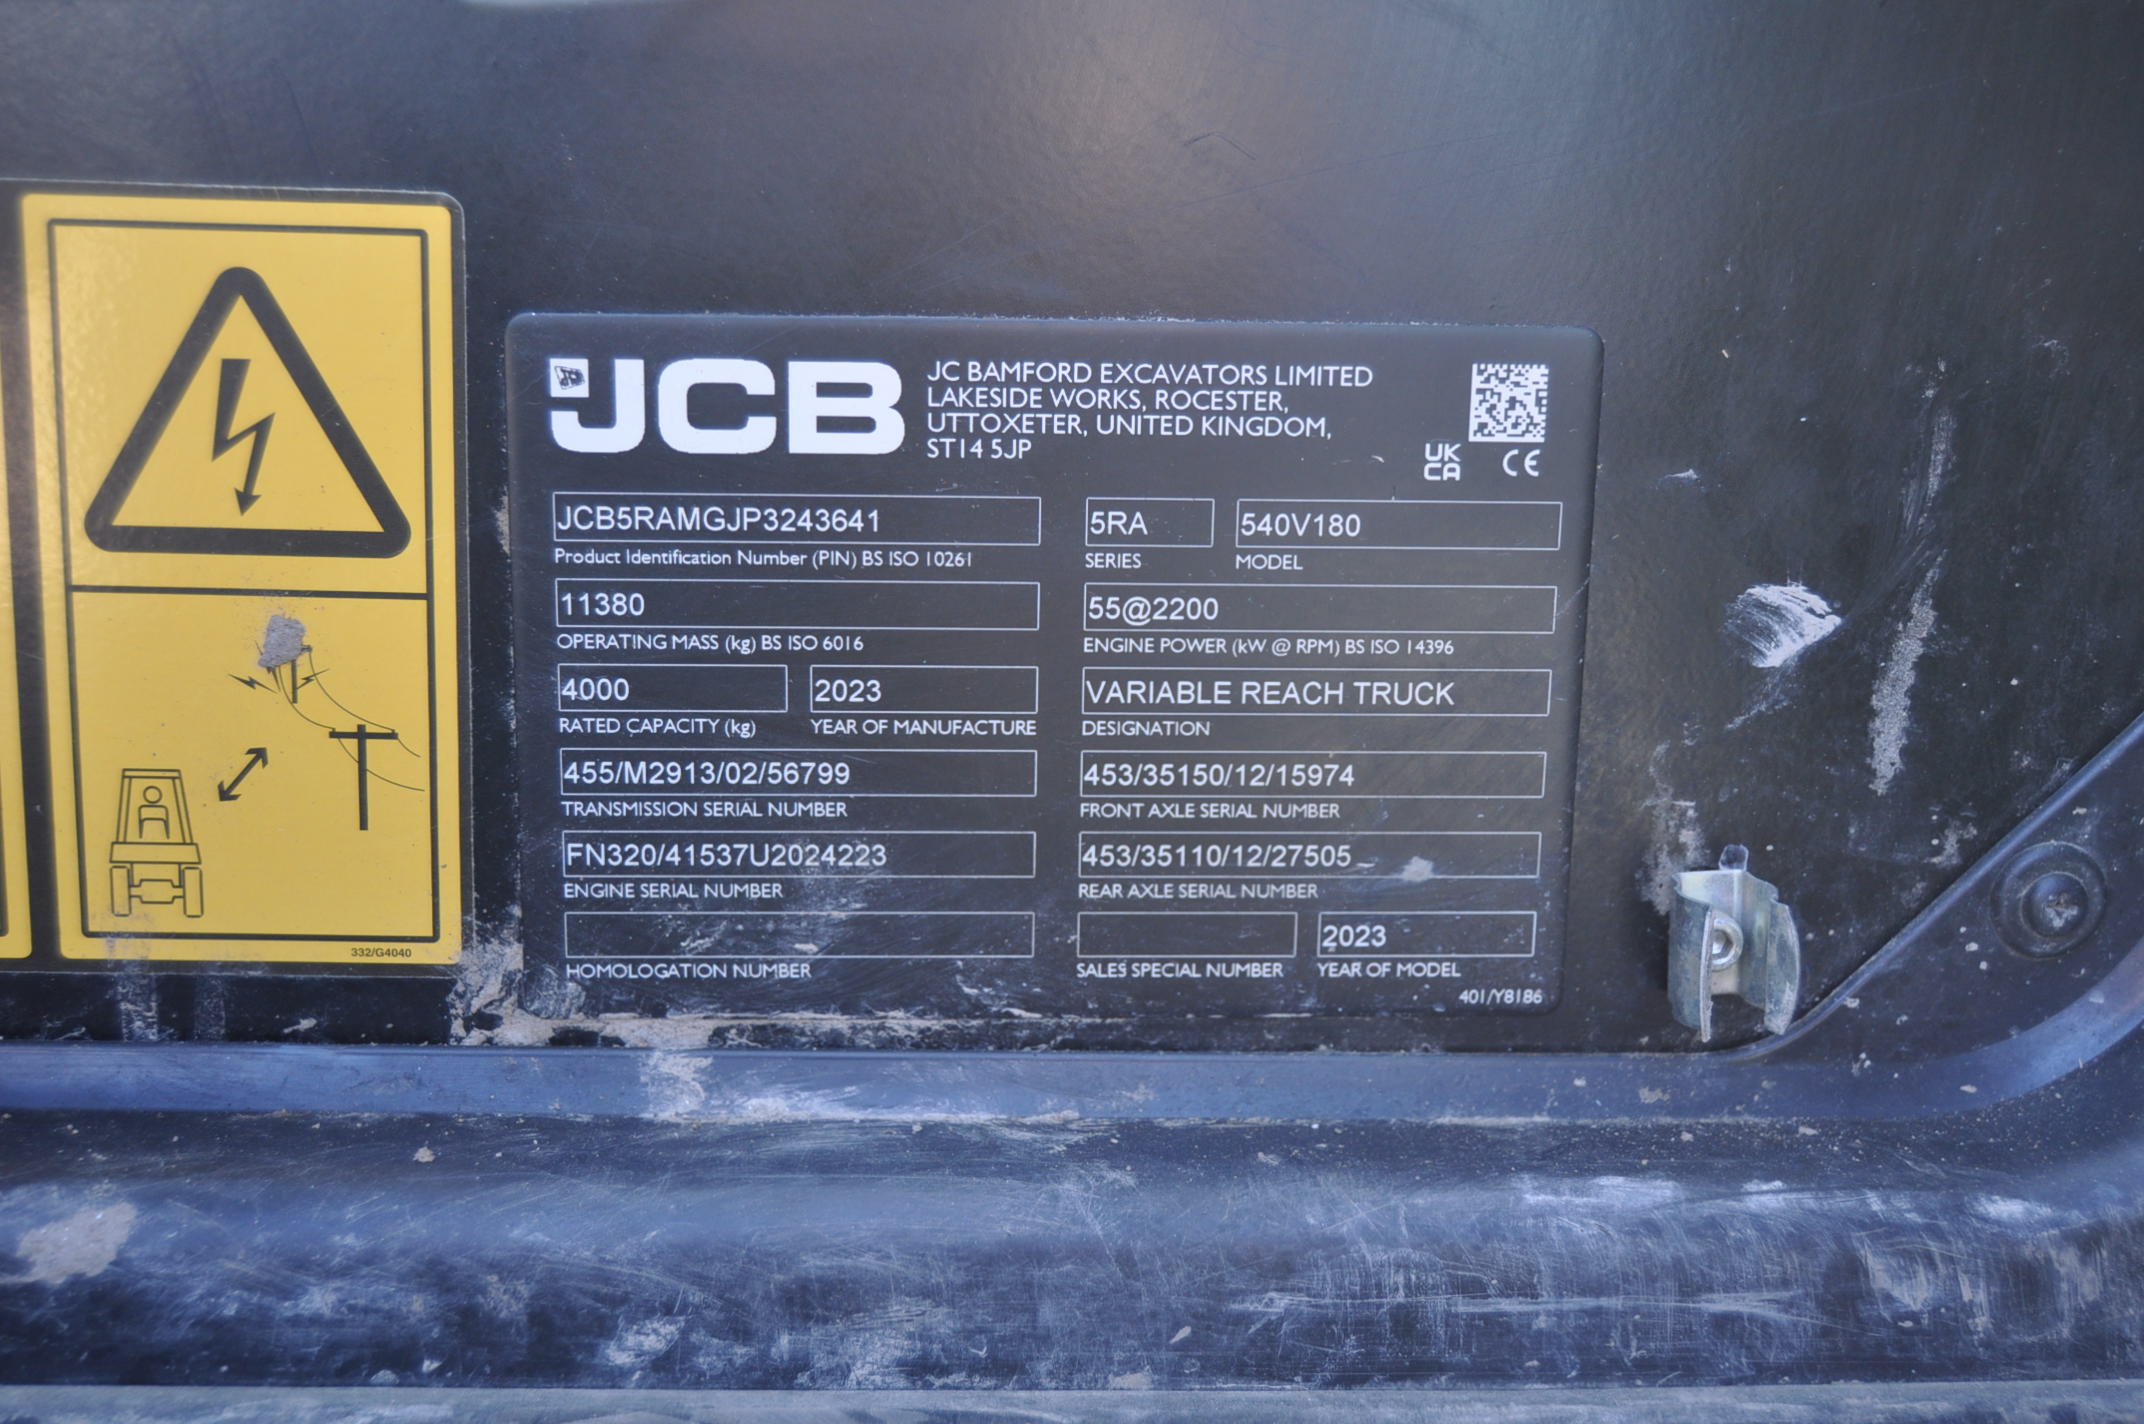 332/G4040
JCB
JC BAMFORD EXCAVATORS LIMITED
LAKESIDE WORKS, ROCESTER,
UTTOXETER, UNITED KINGDOM,
ST14 5JP
UK
CA
CE
JCB5RAMGJP3243641
Product Identification Number (PIN) BS ISO 10261
5RA
SERIES
540V180
MODEL
11380
OPERATING MASS (kg) BS ISO 6016
55@2200
ENGINE POWER (kW @ RPM) BS ISO 14396
4000
RATED CAPACITY (kg)
2023
YEAR OF MANUFACTURE
VARIABLE REACH TRUCK
DESIGNATION
455/M2913/02/56799
TRANSMISSION SERIAL NUMBER
453/35150/12/15974
FRONT AXLE SERIAL NUMBER
FN320/41537U2024223
ENGINE SERIAL NUMBER
453/35110/12/27505
REAR AXLE SERIAL NUMBER
HOMOLOGATION NUMBER
SALES SPECIAL NUMBER
2023
YEAR OF MODEL
401/Y8186